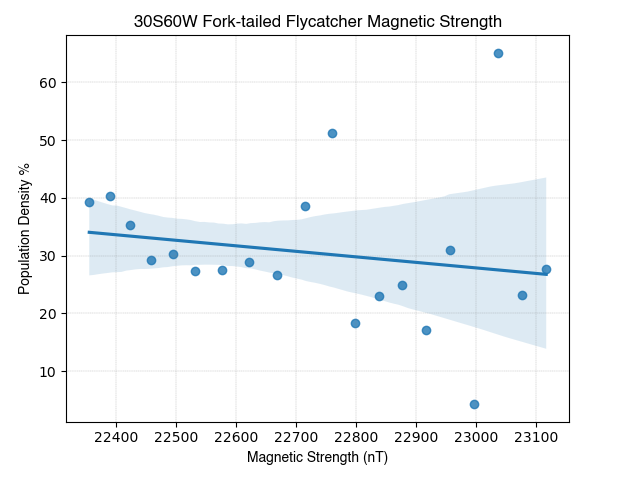 30S60W Fork-tailed Flycatcher Magnetic Strength
Population Density %
60
50
40
30
20
10
22400 22500 22600 22700 22800 22900 23000 23100
Magnetic Strength (nT)